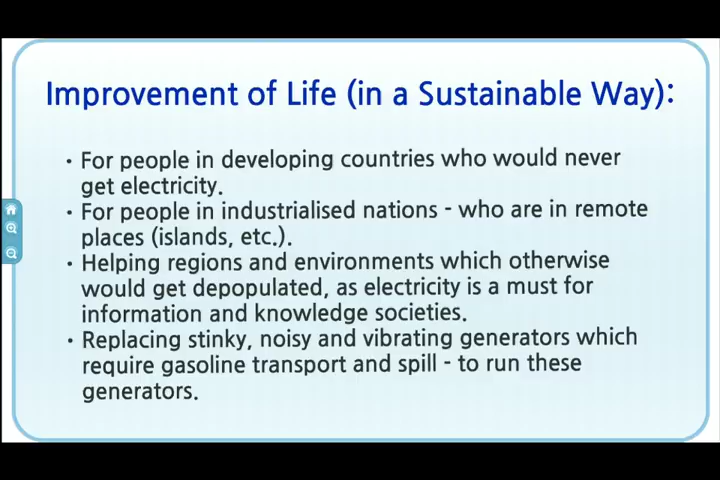 Improvement of Life (in a Sustainable Way):
• For people in developing countries who would never
get electricity.
• For people in industrialised nations - who are in remote
places (islands, etc.).
• Helping regions and environments which otherwise
would get depopulated, as electricity is a must for
information and knowledge societies.
• Replacing stinky, noisy and vibrating generators which
require gasoline transport and spill - to run these
generators.